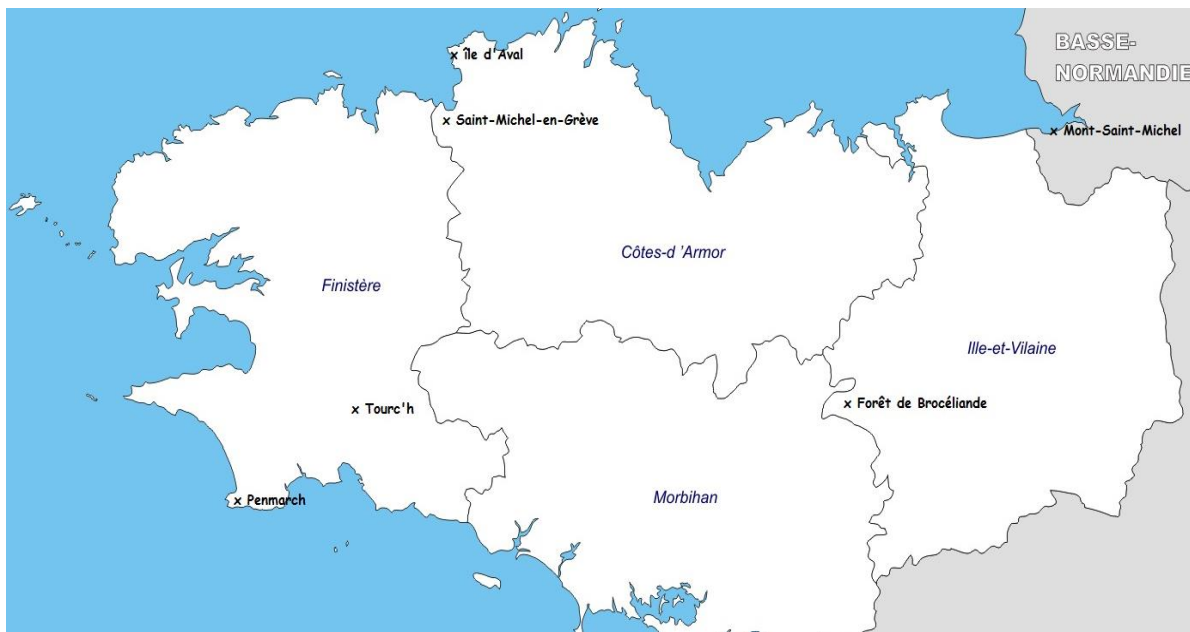 île d'Aval
BASSE-
NORMANDIE
Saint-Michel-en-Grève
Mont-Saint-Michel
Côtes-d 'Armor
Finistère
Ille-et-Vilaine
Tourc'h
Forêt de Brocéliande
Penmarch
Morbihan